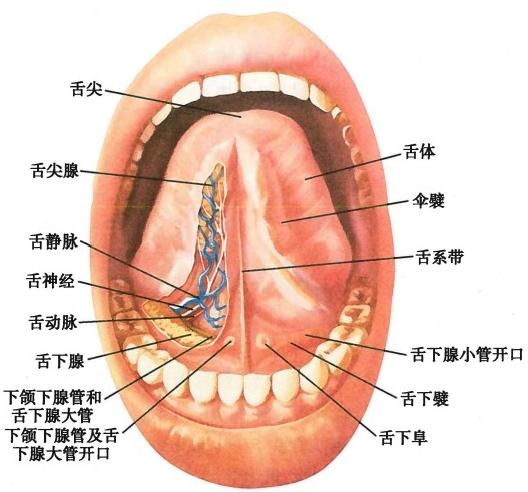 舌尖
舌尖腺
舌静脉
舌神经
舌动脉
舌下腺
下颌下腺管和
舌下腺大管
下颌下腺管及舌
下腺大管开口
舌体
伞襞
舌系带
舌下腺小管开口
舌下襞
舌下阜